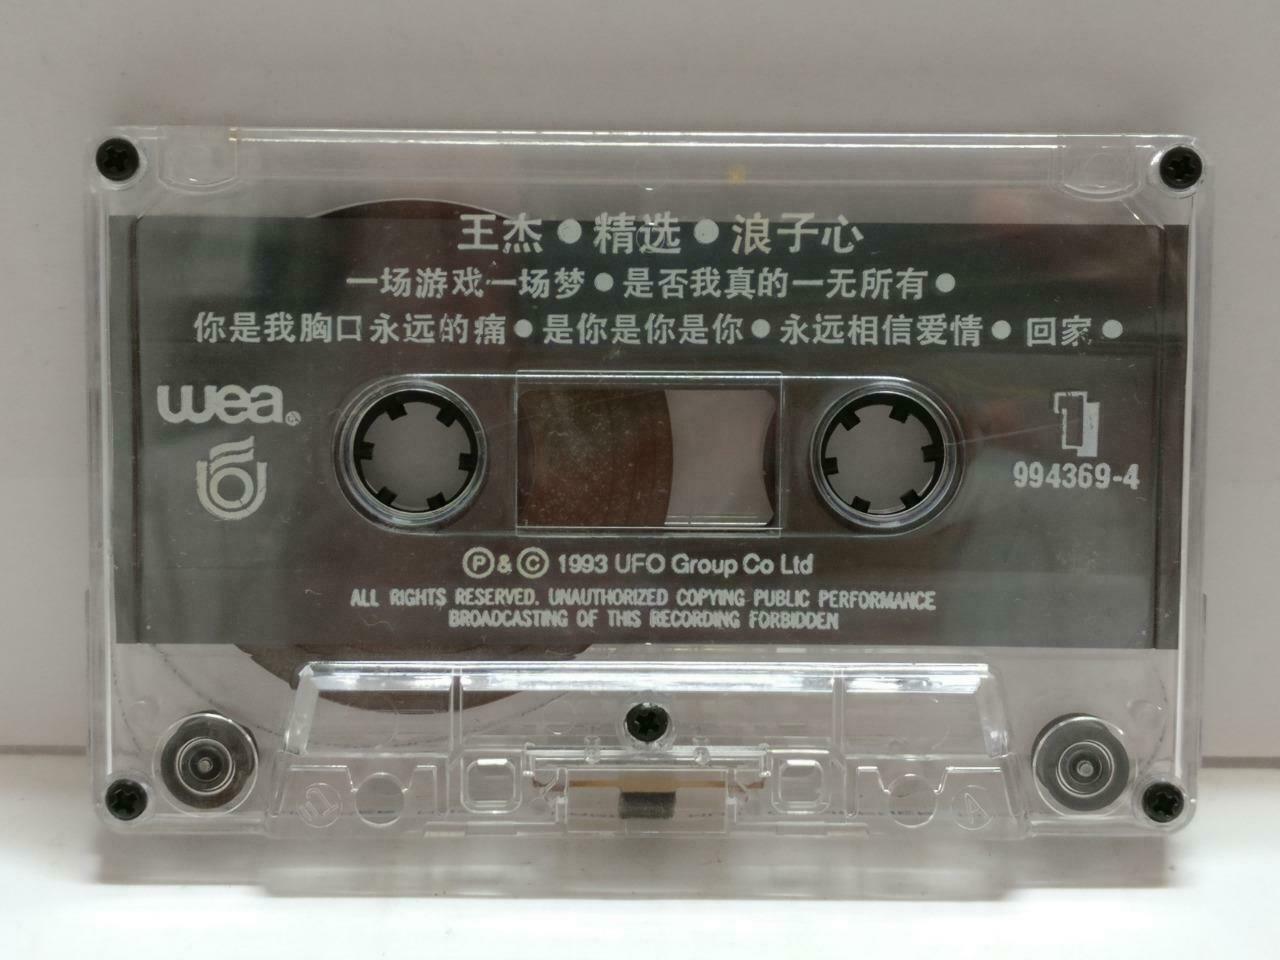 王杰●精选●浪子心
一场游戏一场梦●是否我真的一无所有●
你是我胸口永远的痛●是你是你是你●永远相信爱情●回家●
wea
1
994369-4
Ⓟ&Ⓒ 1993 UFO Group Co Ltd
ALL RIGHTS RESERVED. UNAUTHORIZED COPYING PUBLIC PERFORMANCE
BROADCASTING OF THIS RECORDING FORBIDDEN